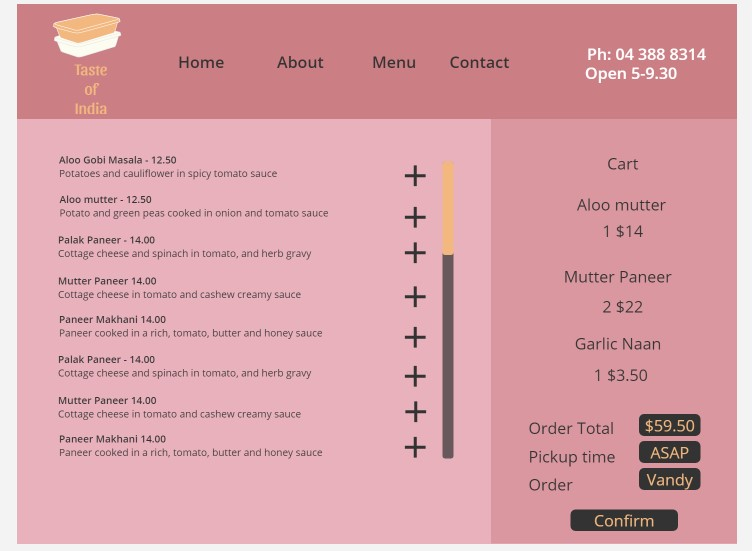 Taste
of
India
Home
About
Menu
Contact
Ph: 04 388 8314
Open 5-9.30
Aloo Gobi Masala - 12.50
Potatoes and cauliflower in spicy tomato sauce
Aloo mutter - 12.50
Potato and green peas cooked in onion and tomato sauce
Palak Paneer - 14.00
Cottage cheese and spinach in tomato, and herb gravy
Mutter Paneer 14.00
Cottage cheese in tomato and cashew creamy sauce
Paneer Makhani 14.00
Paneer cooked in a rich, tomato, butter and honey sauce
Palak Paneer - 14.00
Cottage cheese and spinach in tomato, and herb gravy
Mutter Paneer 14.00
Cottage cheese in tomato and cashew creamy sauce
Paneer Makhani 14.00
Paneer cooked in a rich, tomato, butter and honey sauce
Cart
Aloo mutter
1 $14
Mutter Paneer
2 $22
Garlic Naan
1 $3.50
Order Total $59.50
Pickup time ASAP
Order Vandy
Confirm